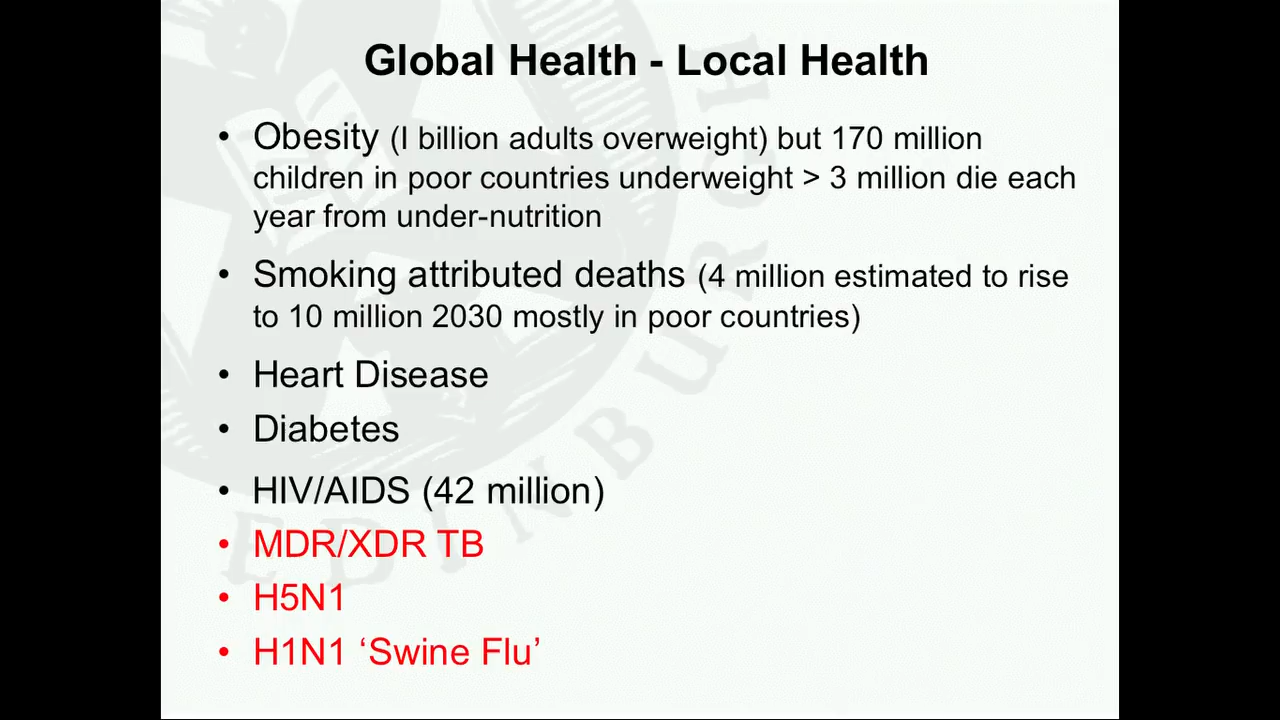 Global Health - Local Health
• Obesity (I billion adults overweight) but 170 million
children in poor countries underweight > 3 million die each
year from under-nutrition
• Smoking attributed deaths (4 million estimated to rise
to 10 million 2030 mostly in poor countries)
• Heart Disease
• Diabetes
• HIV/AIDS (42 million)
• MDR/XDR TB
• H5N1
• H1N1 ‘Swine Flu’
EDYNBURGH